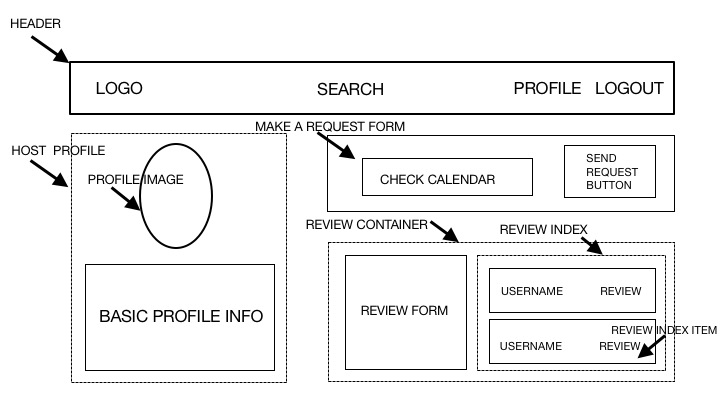 HEADER
LOGO SEARCH PROFILE LOGOUT
MAKE A REQUEST FORM
HOST PROFILE
PROFILE IMAGE
CHECK CALENDAR
SEND
REQUEST
BUTTON
REVIEW CONTAINER
REVIEW INDEX
BASIC PROFILE INFO
REVIEW FORM
USERNAME REVIEW
REVIEW INDEX ITEM
USERNAME REVIEW